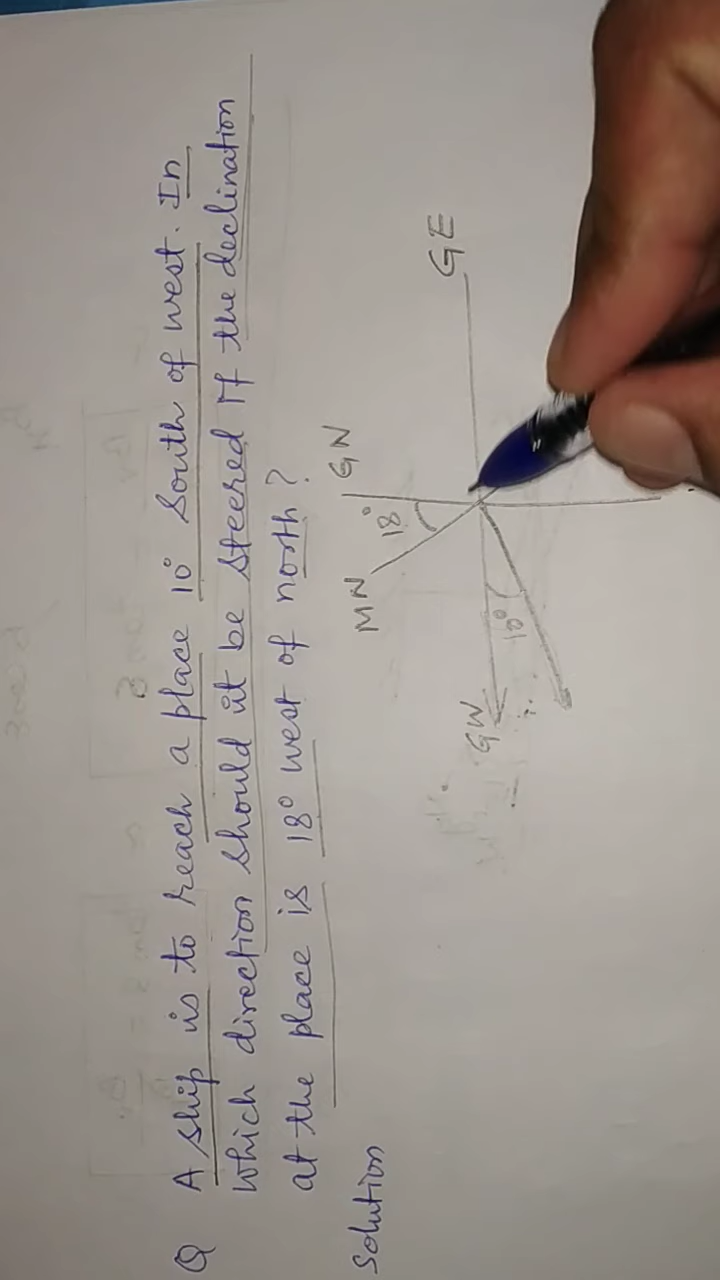 Q A ship is to reach a place 10° South of west. In
which direction should it be steered If the declination
at the place is 18° west of north?
Solution
MN
GN
18°
GW
GE
10°